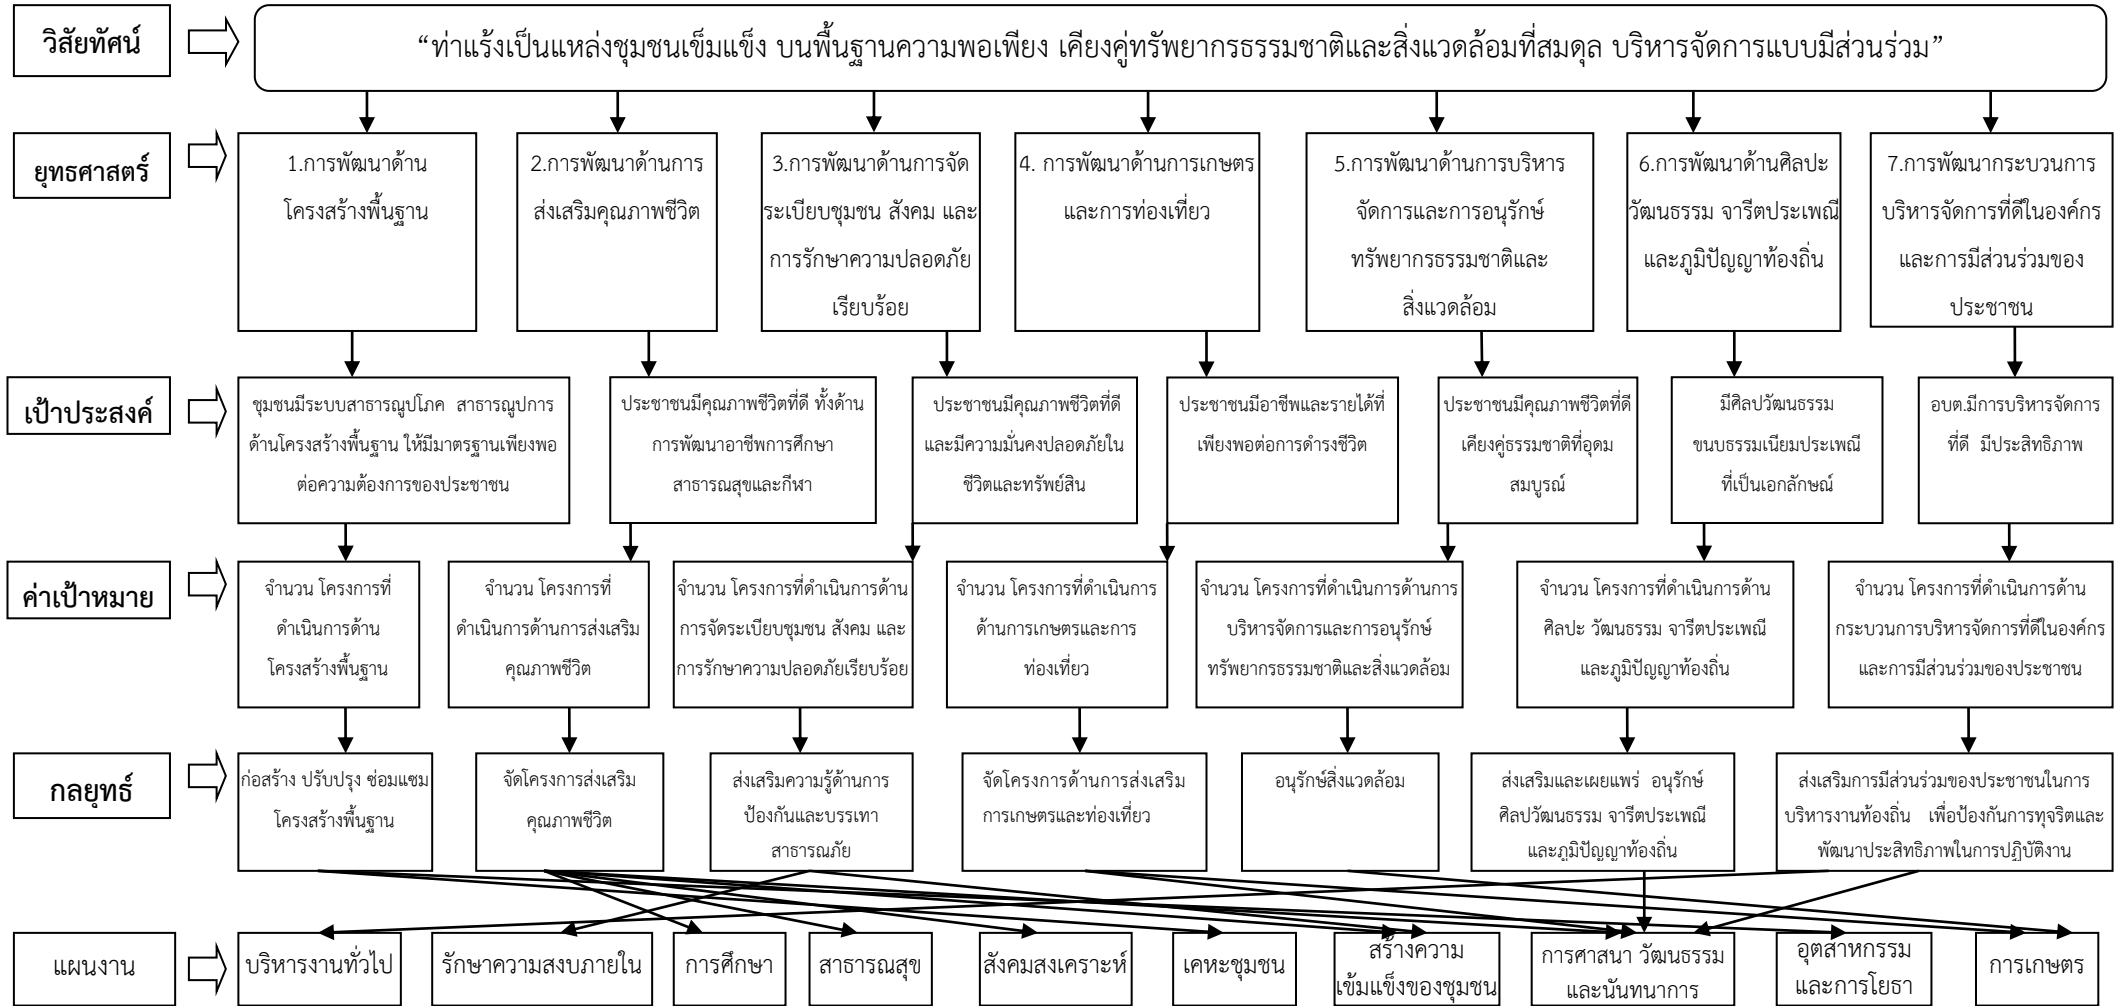 วิสัยทัศน์
“ท่าแร้งเป็นแหล่งชุมชนเข็มแข็ง บนพื้นฐานความพอเพียง เคียงคู่ทรัพยากรธรรมชาติและสิ่งแวดล้อมที่สมดุล บริหารจัดการแบบมีส่วนร่วม”
ยุทธศาสตร์
1.การพัฒนาด้าน
โครงสร้างพื้นฐาน
2.การพัฒนาด้านการ
ส่งเสริมคุณภาพชีวิต
3.การพัฒนาด้านการจัด
ระเบียบชุมชน สังคม และ
การรักษาความปลอดภัย
เรียบร้อย
4. การพัฒนาด้านการเกษตร
และการท่องเที่ยว
5.การพัฒนาด้านการบริหาร
จัดการและการอนุรักษ์
ทรัพยากรธรรมชาติและ
สิ่งแวดล้อม
6.การพัฒนาด้านศิลปะ
วัฒนธรรม จารีตประเพณี
และภูมิปัญญาท้องถิ่น
7.การพัฒนากระบวนการ
บริหารจัดการที่ดีในองค์กร
และการมีส่วนร่วมของ
ประชาชน
เป้าประสงค์
ชุมชนมีระบบสาธารณูปโภค สาธารณูปการ
ด้านโครงสร้างพื้นฐาน ให้มีมาตรฐานเพียงพอ
ต่อความต้องการของประชาชน
ประชาชนมีคุณภาพชีวิตที่ดี ทั้งด้าน
การพัฒนาอาชีพการศึกษา
สาธารณสุขและกีฬา
ประชาชนมีคุณภาพชีวิตที่ดี
และมีความมั่นคงปลอดภัยใน
ชีวิตและทรัพย์สิน
ประชาชนมีอาชีพและรายได้ที่
เพียงพอต่อการดำรงชีวิต
ประชาชนมีคุณภาพชีวิตที่ดี
เคียงคู่ธรรมชาติที่อุดม
สมบูรณ์
มีศิลปวัฒนธรรม
ขนบธรรมเนียมประเพณี
ที่เป็นเอกลักษณ์
อบต.มีการบริหารจัดการ
ที่ดี มีประสิทธิภาพ
ค่าเป้าหมาย
จำนวน โครงการที่
ดำเนินการด้าน
โครงสร้างพื้นฐาน
จำนวน โครงการที่
ดำเนินการด้านการส่งเสริม
คุณภาพชีวิต
จำนวน โครงการที่ดำเนินการด้าน
การจัดระเบียบชุมชน สังคม และ
การรักษาความปลอดภัยเรียบร้อย
จำนวน โครงการที่ดำเนินการ
ด้านการเกษตรและการ
ท่องเที่ยว
จำนวน โครงการที่ดำเนินการด้านการ
บริหารจัดการและการอนุรักษ์
ทรัพยากรธรรมชาติและสิ่งแวดล้อม
จำนวน โครงการที่ดำเนินการด้าน
ศิลปะ วัฒนธรรม จารีตประเพณี
และภูมิปัญญาท้องถิ่น
จำนวน โครงการที่ดำเนินการด้าน
กระบวนการบริหารจัดการที่ดีในองค์กร
และการมีส่วนร่วมของประชาชน
กลยุทธ์
ก่อสร้าง ปรับปรุง ซ่อมแซม
โครงสร้างพื้นฐาน
จัดโครงการส่งเสริม
คุณภาพชีวิต
ส่งเสริมความรู้ด้านการ
ป้องกันและบรรเทา
สาธารณภัย
จัดโครงการด้านการส่งเสริม
การเกษตรและท่องเที่ยว
อนุรักษ์สิ่งแวดล้อม
ส่งเสริมและเผยแพร่ อนุรักษ์
ศิลปวัฒนธรรม จารีตประเพณี
และภูมิปัญญาท้องถิ่น
ส่งเสริมการมีส่วนร่วมของประชาชนในการ
บริหารงานท้องถิ่น เพื่อป้องกันการทุจริตและ
พัฒนาประสิทธิภาพในการปฏิบัติงาน
แผนงาน
บริหารงานทั่วไป
รักษาความสงบภายใน
การศึกษา
สาธารณสุข
สังคมสงเคราะห์
เคหะชุมชน
สร้างความ
เข้มแข็งของชุมชน
การศาสนา วัฒนธรรม
และนันทนาการ
อุตสาหกรรม
และการโยธา
การเกษตร